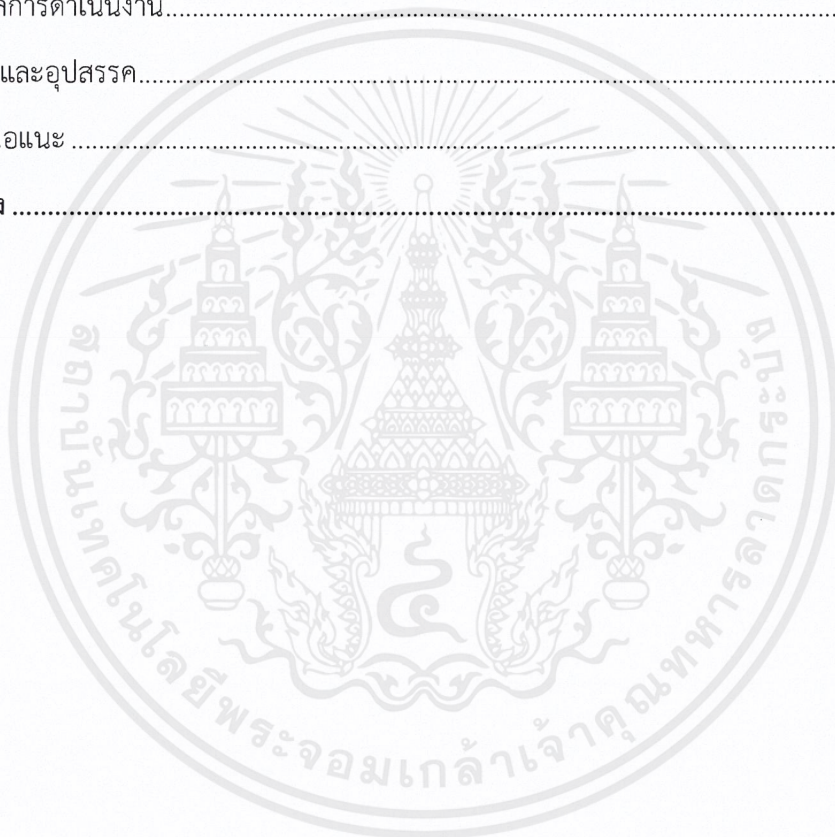 การดำเนินงาน................................................................
และอุปสรรค................................................................
อแนะ................................................................
สถาบันเทคโนโลยีพระจอมเกล้าเจ้าคุณทหารลาดกระบัง
๔